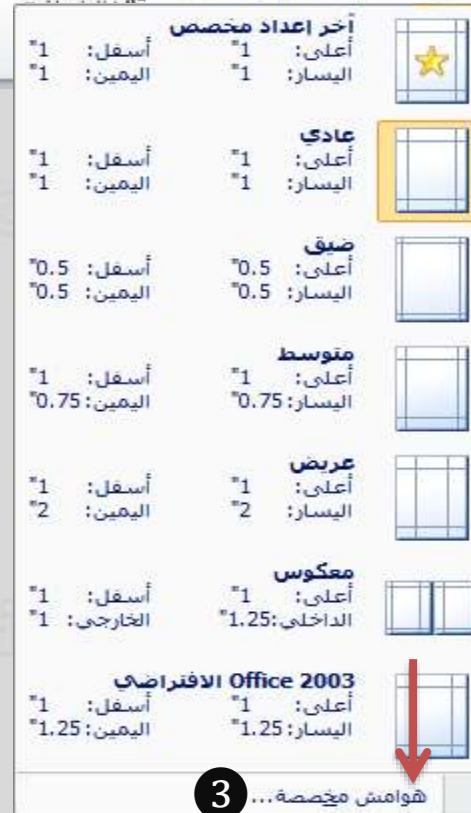 آخر إعداد مخصص
أعلى: 1" أسفل: 1"
اليسار: 1" اليمين: 1"
عادي
أعلى: 1" أسفل: 1"
اليسار: 1" اليمين: 1"
ضيق
أعلى: 0.5" أسفل: 0.5"
اليسار: 0.5" اليمين: 0.5"
متوسط
أعلى: 1" أسفل: 1"
اليسار: 0.75" اليمين: 0.75"
عريض
أعلى: 1" أسفل: 1"
اليسار: 2" اليمين: 2"
معكوس
أعلى: 1" أسفل: 1"
الداخلي: 1.25" الخارجي: 1"
Office 2003 الافتراضي
أعلى: 1" أسفل: 1"
اليسار: 1.25" اليمين: 1.25"
هوامش مخصصة... 3